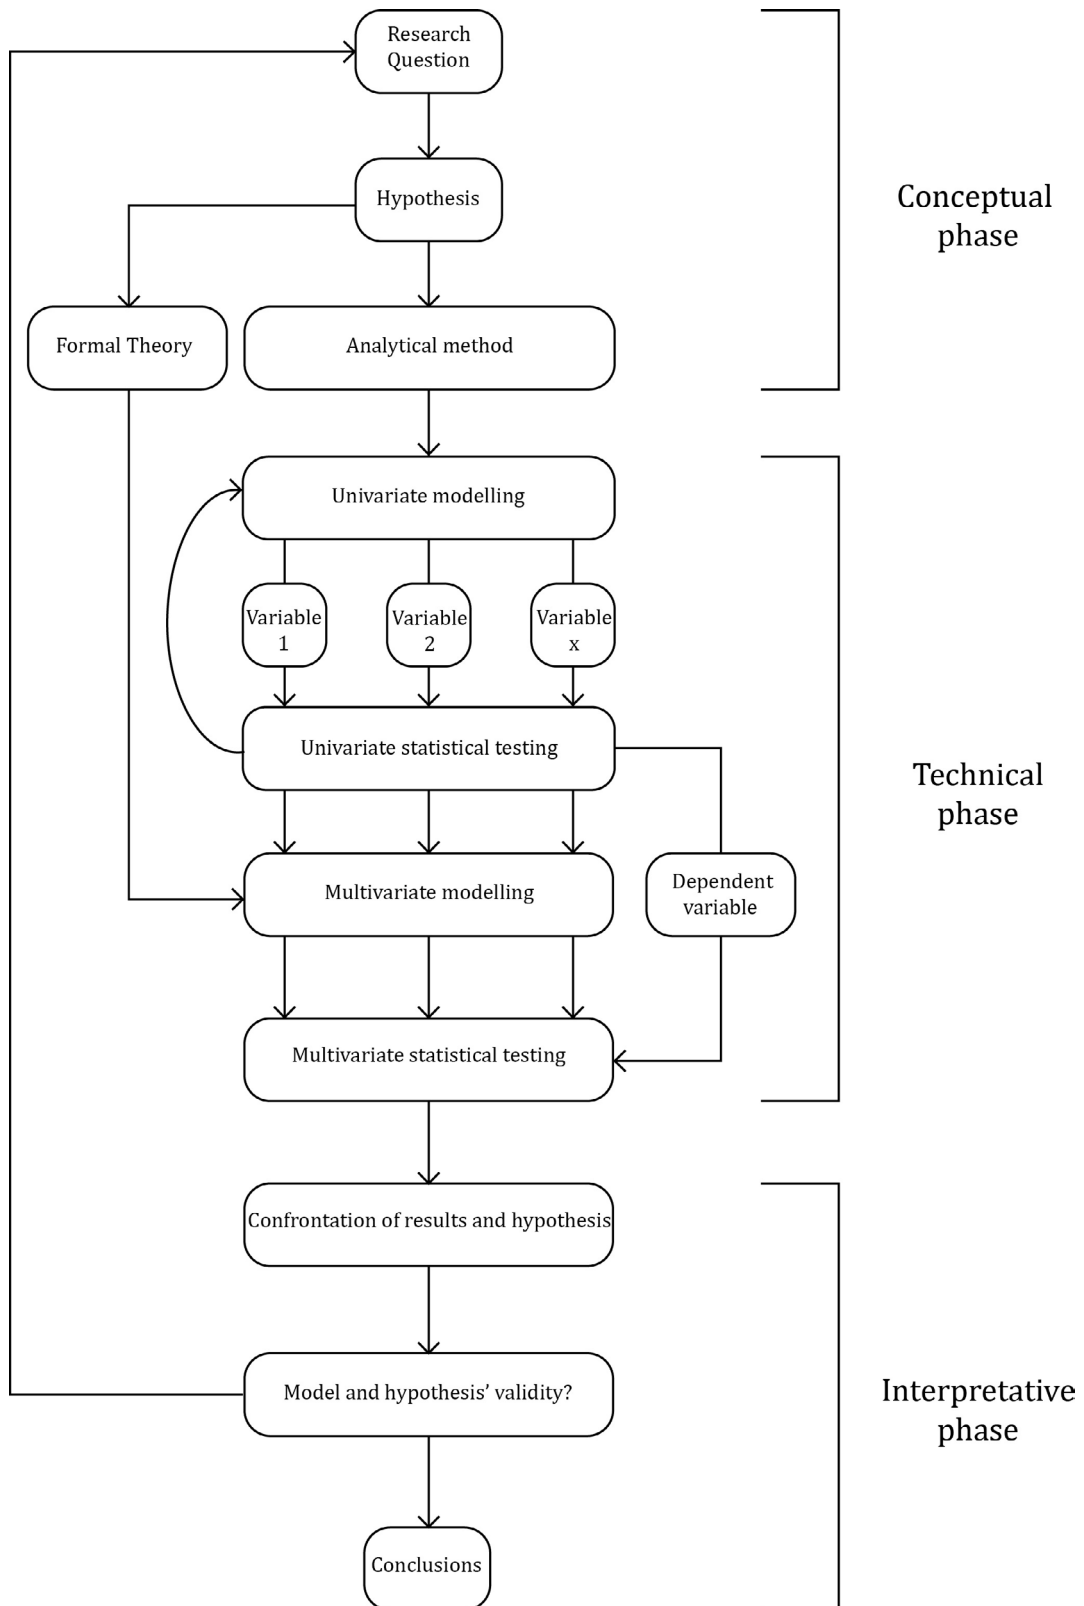 Research
Question
Hypothesis
Conceptual
phase
Formal Theory
Analytical method
Univariate modelling
Variable
1
Variable
2
Variable
x
Univariate statistical testing
Technical
phase
Multivariate modelling
Dependent
variable
Multivariate statistical testing
Confrontation of results and hypothesis
Model and hypothesis’ validity?
Interpretative
phase
Conclusions